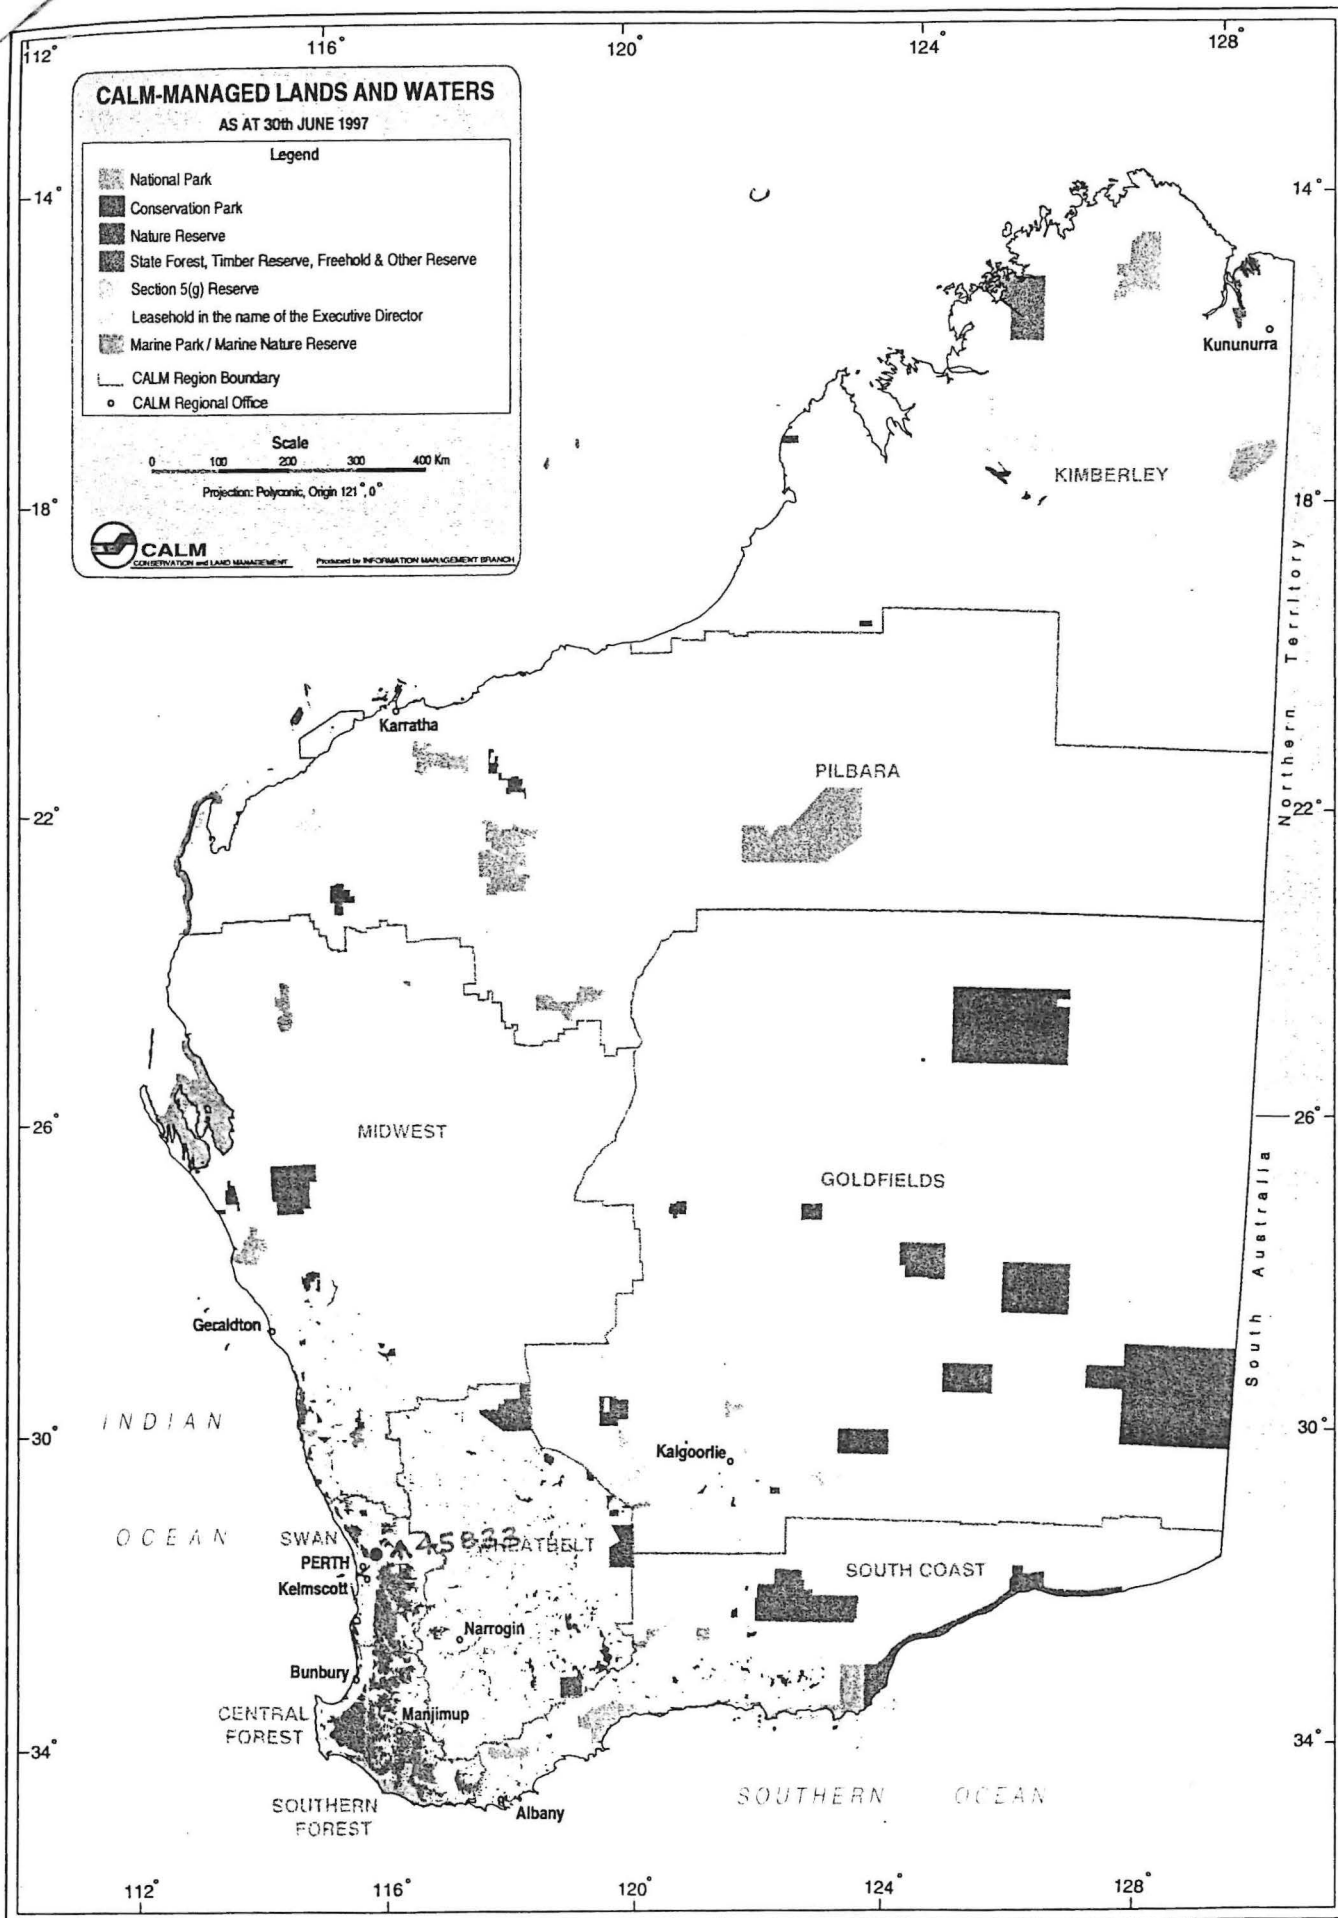 112° 116° 120° 124° 128°
CALM-MANAGED LANDS AND WATERS
AS AT 30th JUNE 1997
Legend
National Park
Conservation Park
Nature Reserve
State Forest, Timber Reserve, Freehold & Other Reserve
Section 5(g) Reserve
Leasehold in the name of the Executive Director
Marine Park / Marine Nature Reserve
CALM Region Boundary
CALM Regional Office
Scale
0 100 200 300 400 Km
Projection: Polyconic, Origin 121°, 0°
CALM
CONSERVATION and LAND MANAGEMENT
Produced by INFORMATION MANAGEMENT BRANCH
14° 14°
Kununurra
KIMBERLEY
18° 18°
Northern Territory
Karratha
PILBARA
22° 22°
26° 26°
MIDWEST
GOLDFIELDS
South Australia
Geraldton
INDIAN
30° 30°
Kalgoorlie
OCEAN
SWAN
45833
WHEATBELT
PERTH
SOUTH COAST
Kelmscott
Narrogin
Bunbury
CENTRAL
FOREST
Manjimup
34° 34°
SOUTHERN OCEAN
SOUTHERN
FOREST
Albany
112° 116° 120° 124° 128°